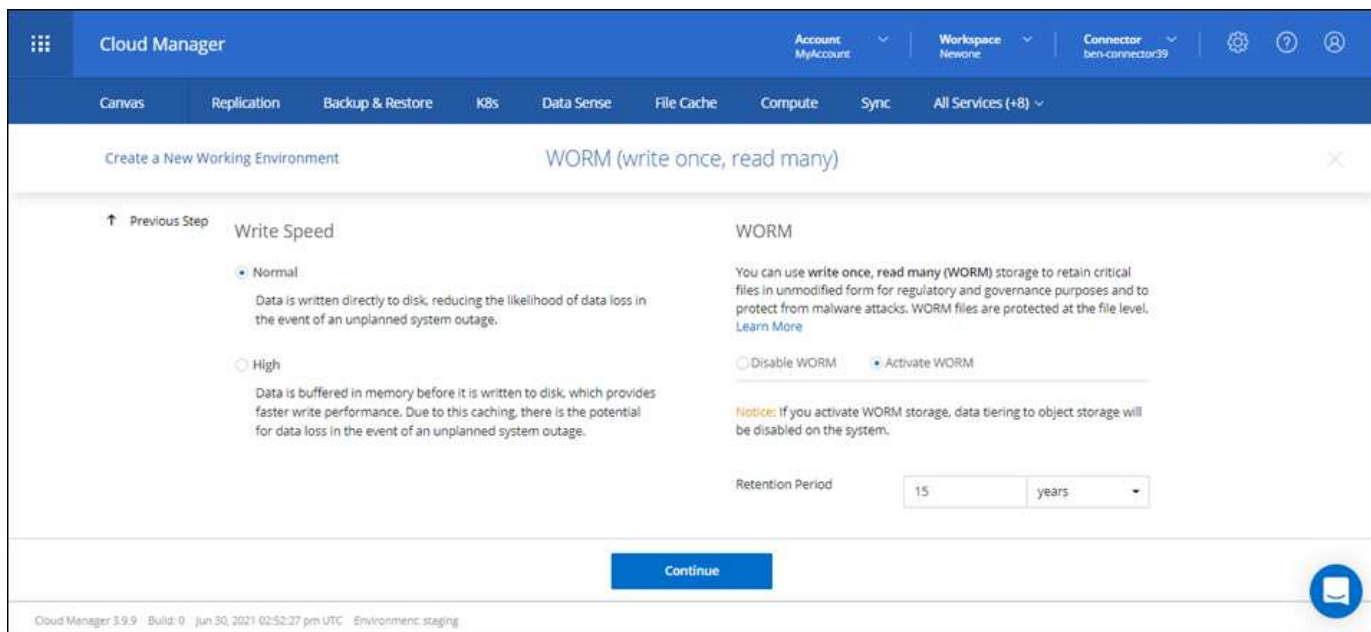 Cloud Manager
Account
MyAccount
Workspace
Newone
Connector
ben-connector39
Canvas Replication Backup & Restore K8s Data Sense File Cache Compute Sync All Services (+8)
Create a New Working Environment
WORM (write once, read many)
↑ Previous Step
Write Speed
Normal
Data is written directly to disk, reducing the likelihood of data loss in
the event of an unplanned system outage.
High
Data is buffered in memory before it is written to disk, which provides
faster write performance. Due to this caching, there is the potential
for data loss in the event of an unplanned system outage.
WORM
You can use write once, read many (WORM) storage to retain critical
files in unmodified form for regulatory and governance purposes and to
protect from malware attacks. WORM files are protected at the file level.
Learn More
Disable WORM Activate WORM
Notice: If you activate WORM storage, data tiering to object storage will
be disabled on the system.
Retention Period 15 years
Continue
Cloud Manager 3.9.9 Build: 0 Jun 30, 2021 02:52:27 pm UTC Environment: staging